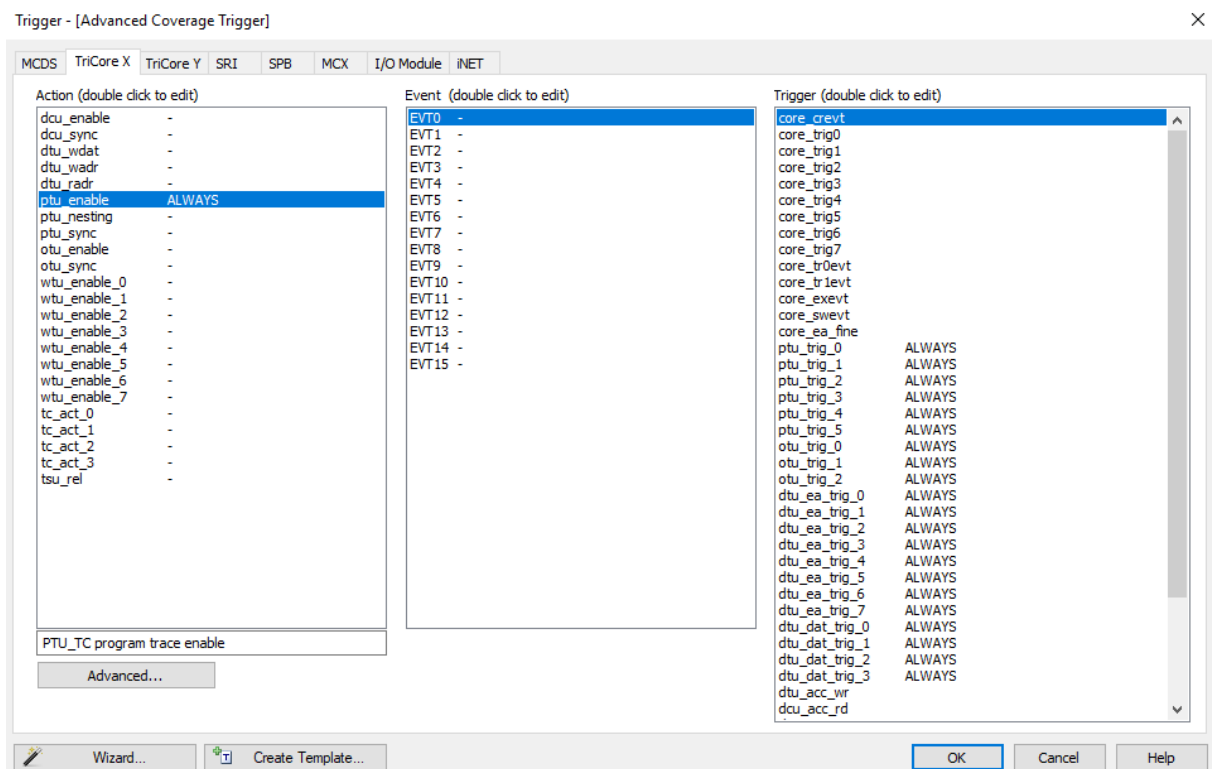 Trigger - [Advanced Coverage Trigger]
MCDS TriCore X TriCore Y SRI SPB MCX I/O Module iNET
Action (double click to edit)
dcu_enable -
dcu_sync -
dtu_wdat -
dtu_wadr -
dtu_radr -
ptu_enable ALWAYS
ptu_nesting -
ptu_sync -
otu_enable -
otu_sync -
wtu_enable_0 -
wtu_enable_1 -
wtu_enable_2 -
wtu_enable_3 -
wtu_enable_4 -
wtu_enable_5 -
wtu_enable_6 -
wtu_enable_7 -
tc_act_0 -
tc_act_1 -
tc_act_2 -
tc_act_3 -
tsu_rel -
PTU_TC program trace enable
Advanced...
Event (double click to edit)
EVT0 -
EVT1 -
EVT2 -
EVT3 -
EVT4 -
EVT5 -
EVT6 -
EVT7 -
EVT8 -
EVT9 -
EVT10 -
EVT11 -
EVT12 -
EVT13 -
EVT14 -
EVT15 -
Trigger (double click to edit)
core_crevt
core_trig0
core_trig1
core_trig2
core_trig3
core_trig4
core_trig5
core_trig6
core_trig7
core_tr0evt
core_tr1evt
core_exevt
core_swevt
core_ea_fine
ptu_trig_0 ALWAYS
ptu_trig_1 ALWAYS
ptu_trig_2 ALWAYS
ptu_trig_3 ALWAYS
ptu_trig_4 ALWAYS
ptu_trig_5 ALWAYS
otu_trig_0 ALWAYS
otu_trig_1 ALWAYS
otu_trig_2 ALWAYS
dtu_ea_trig_0 ALWAYS
dtu_ea_trig_1 ALWAYS
dtu_ea_trig_2 ALWAYS
dtu_ea_trig_3 ALWAYS
dtu_ea_trig_4 ALWAYS
dtu_ea_trig_5 ALWAYS
dtu_ea_trig_6 ALWAYS
dtu_ea_trig_7 ALWAYS
dtu_dat_trig_0 ALWAYS
dtu_dat_trig_1 ALWAYS
dtu_dat_trig_2 ALWAYS
dtu_dat_trig_3 ALWAYS
dtu_acc_wr
dcu_acc_rd
Wizard... Create Template... OK Cancel Help